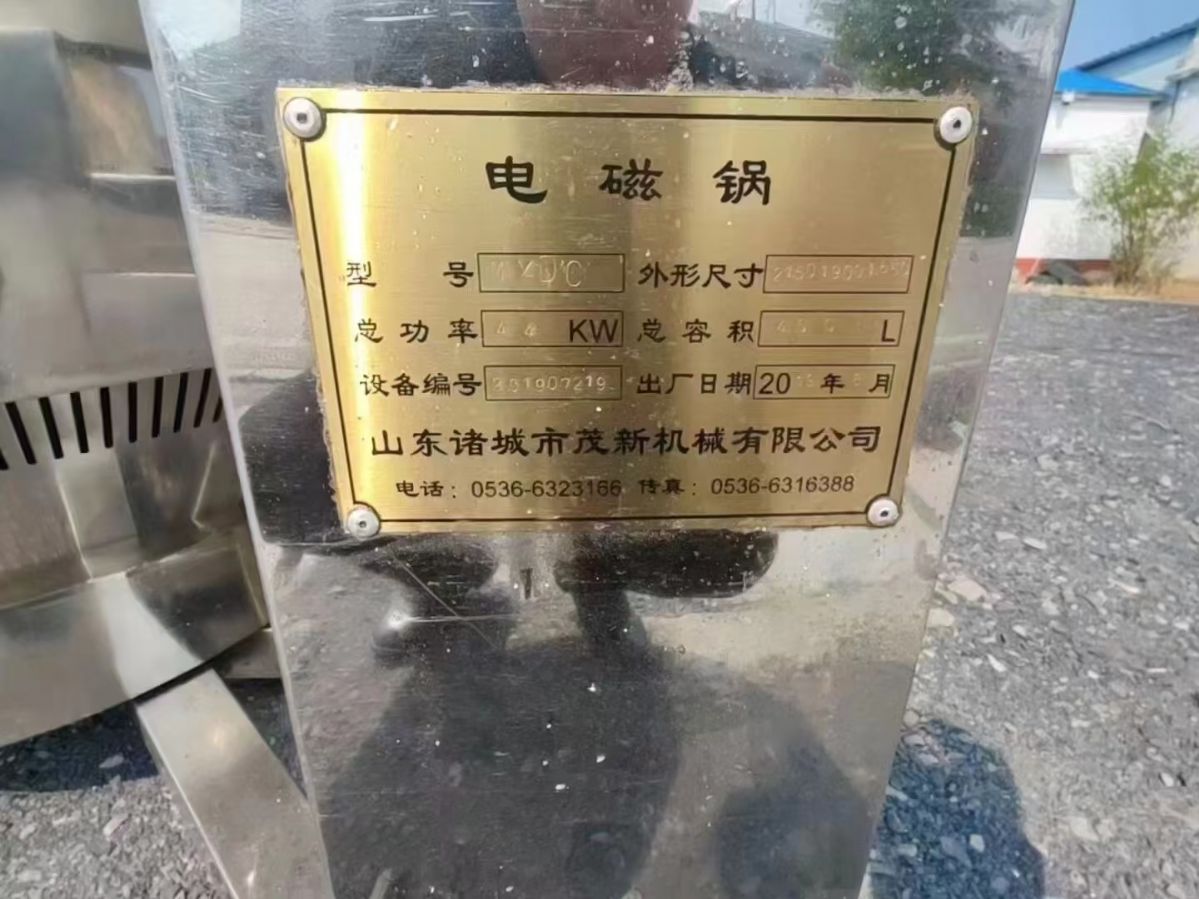 电磁锅
型号 外形尺寸
总功率 44 KW 总容积 L
设备编号 出厂日期 20 年 月
山东诸城市茂新机械有限公司
电话：0536-6323166 传真：0536-6316388